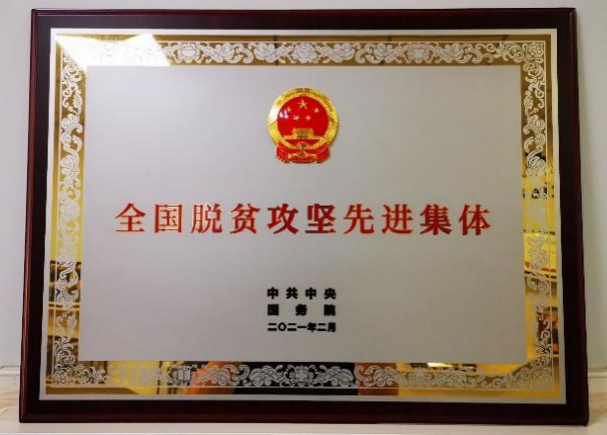 全国脱贫攻坚先进集体
中共中央
国务院
二〇二一年二月